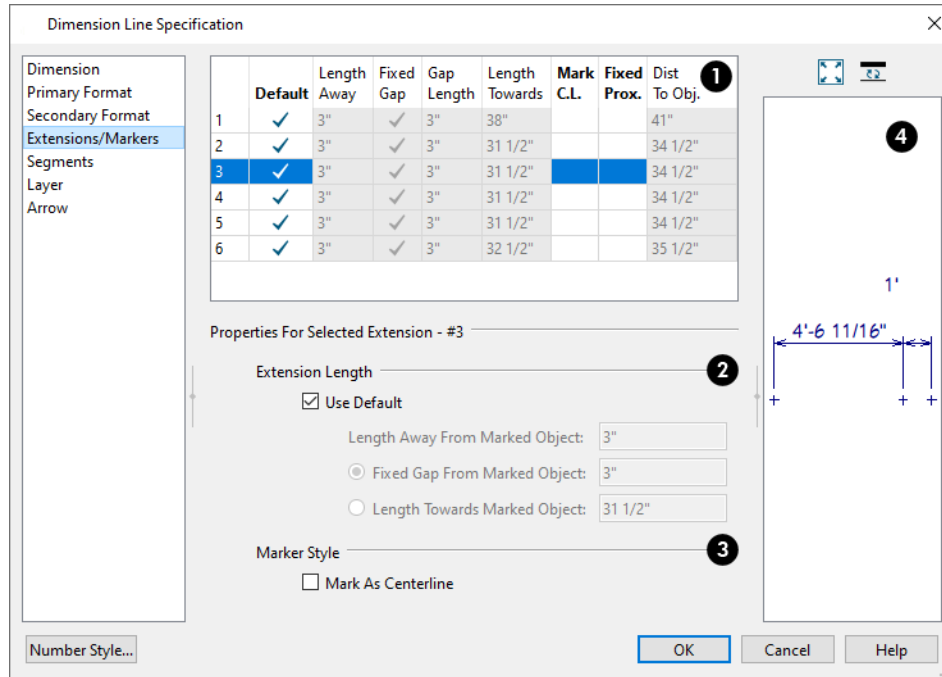 Dimension Line Specification
Dimension
Primary Format
Secondary Format
Extensions/Markers
Segments
Layer
Arrow
Default Length Away Fixed Gap Gap Length Length Towards Mark C.L. Fixed Prox. Dist To Obj. 1
1 3" 3" 38" 41"
2 3" 3" 31 1/2" 34 1/2"
3 3" 3" 31 1/2" 34 1/2"
4 3" 3" 31 1/2" 34 1/2"
5 3" 3" 31 1/2" 34 1/2"
6 3" 3" 32 1/2" 35 1/2"
Properties For Selected Extension - #3
Extension Length 2
Use Default
Length Away From Marked Object: 3"
Fixed Gap From Marked Object: 3"
Length Towards Marked Object: 31 1/2"
Marker Style 3
Mark As Centerline
4
1'
4'-6 11/16"
Number Style...
OK
Cancel
Help